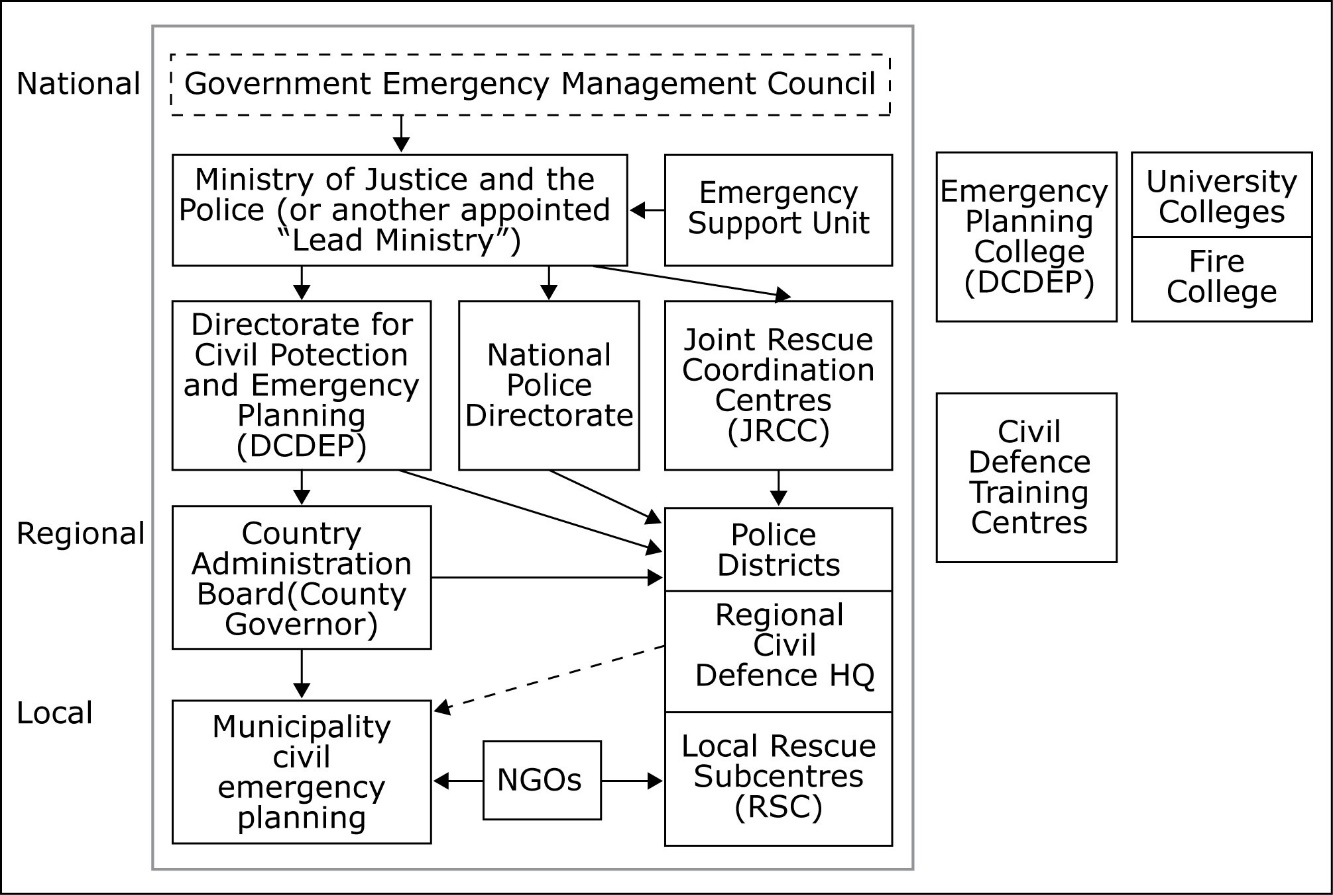 National
Government Emergency Management Council
Ministry of Justice and the
Police (or another appointed
“Lead Ministry”)
Emergency
Support Unit
Emergency
Planning
College
(DCDEP)
University
Colleges
Fire
College
Directorate for
Civil Potection
and Emergency
Planning
(DCDEP)
National
Police
Directorate
Joint Rescue
Coordination
Centres
(JRCC)
Civil
Defence
Training
Centres
Regional
Country
Administration
Board(County
Governor)
Police
Districts
Regional
Civil
Defence HQ
Local
Municipality
civil
emergency
planning
NGOs
Local Rescue
Subcentres
(RSC)